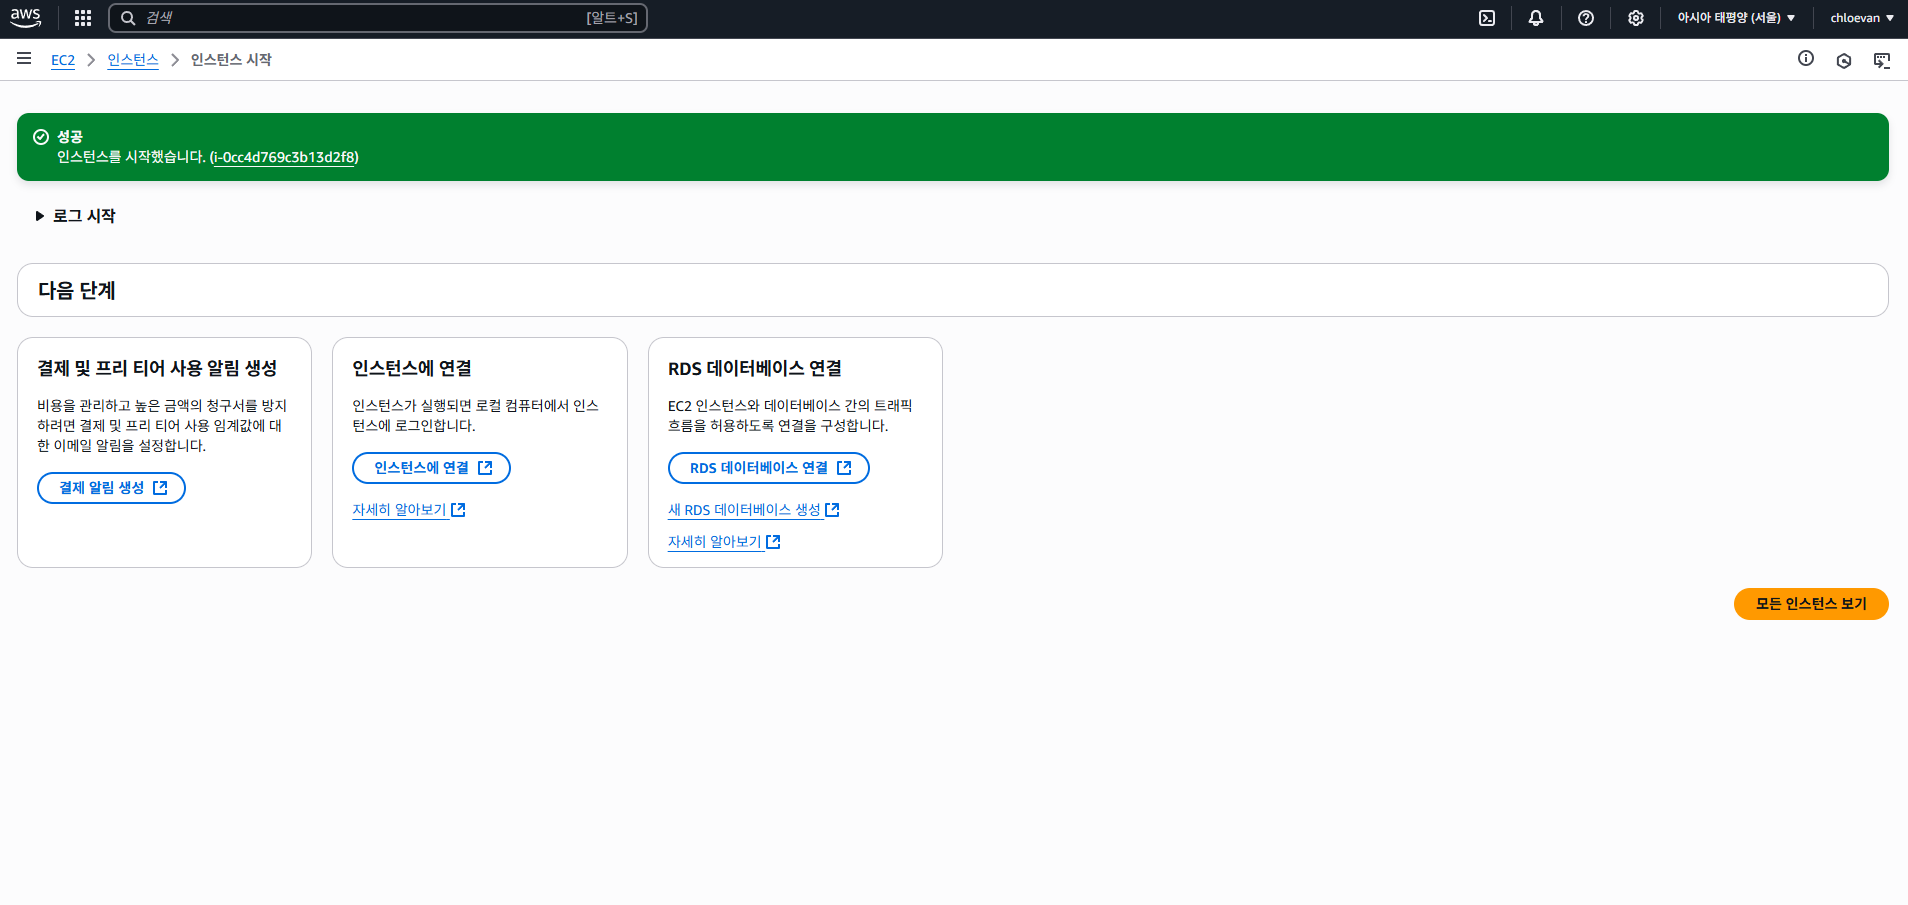 aws
검색
[알트+S]
아시아 태평양 (서울)
chloevan
EC2
인스턴스
인스턴스 시작
성공
인스턴스를 시작했습니다. (i-0cc4d769c3b13d2f8)
로그 시작
다음 단계
결제 및 프리 티어 사용 알림 생성
비용을 관리하고 높은 금액의 청구서를 방지
하려면 결제 및 프리 티어 사용 임계값에 대
한 이메일 알림을 설정합니다.
결제 알림 생성
인스턴스에 연결
인스턴스가 실행되면 로컬 컴퓨터에서 인스
턴스에 로그인합니다.
인스턴스에 연결
자세히 알아보기
RDS 데이터베이스 연결
EC2 인스턴스와 데이터베이스 간의 트래픽
흐름을 허용하도록 연결을 구성합니다.
RDS 데이터베이스 연결
새 RDS 데이터베이스 생성
자세히 알아보기
모든 인스턴스 보기